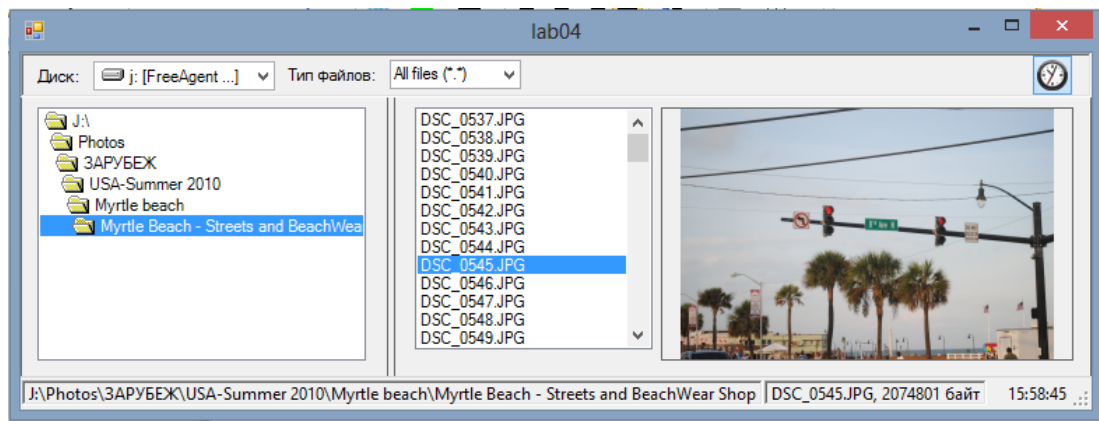 lab04
Диск: j: [FreeAgent ...] Тип файлов: All files (*.*)
J:\
Photos
ЗАРУБЕЖ
USA-Summer 2010
Myrtle beach
Myrtle Beach - Streets and BeachWea
DSC_0537.JPG
DSC_0538.JPG
DSC_0539.JPG
DSC_0540.JPG
DSC_0541.JPG
DSC_0542.JPG
DSC_0543.JPG
DSC_0544.JPG
DSC_0545.JPG
DSC_0546.JPG
DSC_0547.JPG
DSC_0548.JPG
DSC_0549.JPG
J:\Photos\ЗАРУБЕЖ\USA-Summer 2010\Myrtle beach\Myrtle Beach - Streets and BeachWear Shop DSC_0545.JPG, 2074801 байт 15:58:45